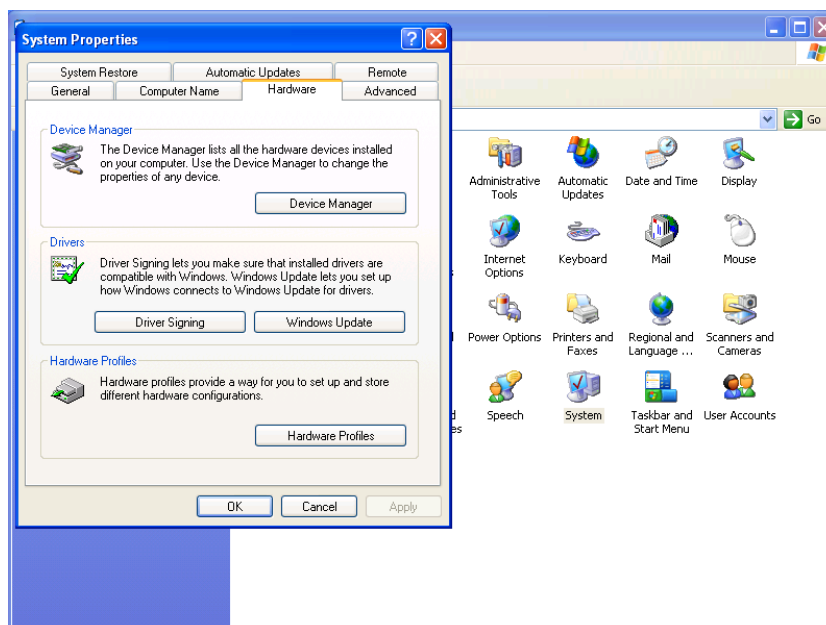 System Properties
System Restore Automatic Updates Remote
General Computer Name Hardware Advanced
Device Manager
The Device Manager lists all the hardware devices installed
on your computer. Use the Device Manager to change the
properties of any device.
Device Manager
Drivers
Driver Signing lets you make sure that installed drivers are
compatible with Windows. Windows Update lets you set up
how Windows connects to Windows Update for drivers.
Driver Signing Windows Update
Hardware Profiles
Hardware profiles provide a way for you to set up and store
different hardware configurations.
Hardware Profiles
OK Cancel Apply
Go
Administrative
Tools
Automatic
Updates
Date and Time
Display
Internet
Options
Keyboard
Mail
Mouse
Power Options
Printers and
Faxes
Regional and
Language ...
Scanners and
Cameras
Speech
System
Taskbar and
Start Menu
User Accounts